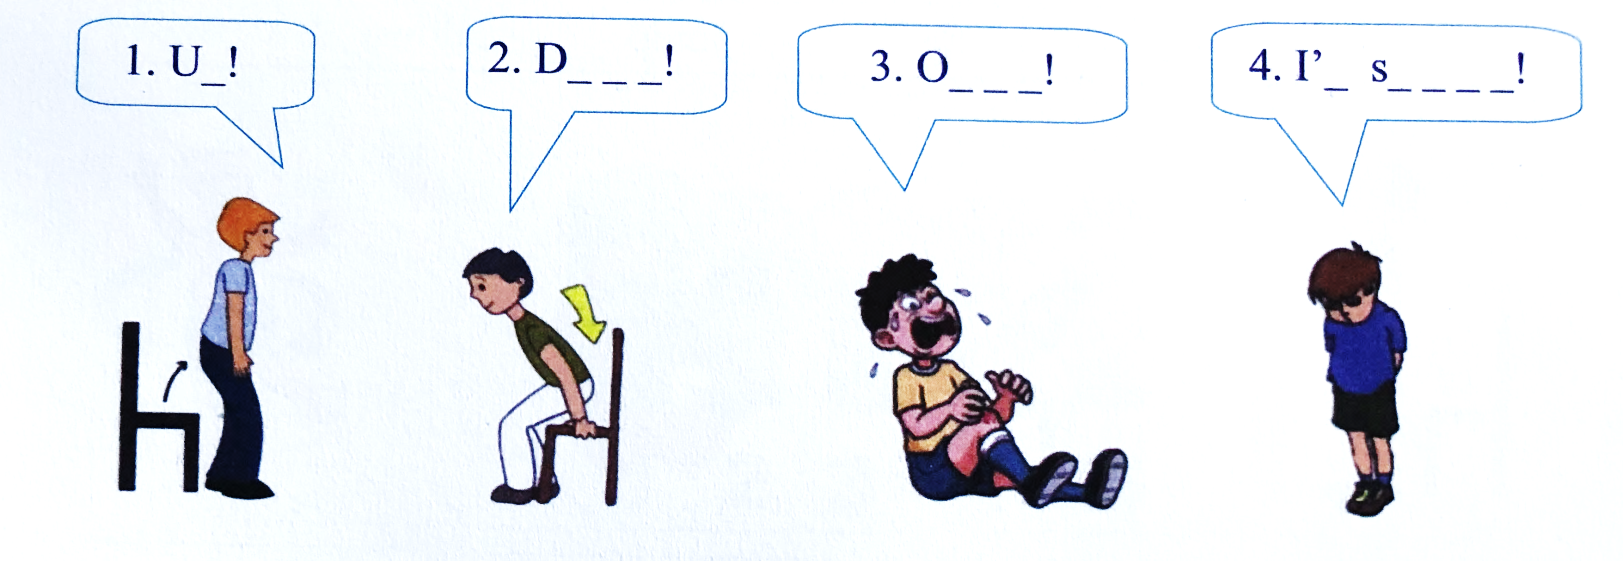 1. U_!
2. D_ _ _!
3. O_ _ _!
4. I’_ s_ _ _ _!